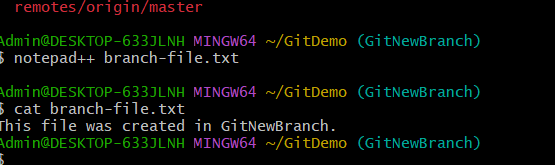 remotes/origin/master
Admin@DESKTOP-633JLNH MINGW64 ~/GitDemo (GitNewBranch)
$ notepad++ branch-file.txt
Admin@DESKTOP-633JLNH MINGW64 ~/GitDemo (GitNewBranch)
$ cat branch-file.txt
This file was created in GitNewBranch.
Admin@DESKTOP-633JLNH MINGW64 ~/GitDemo (GitNewBranch)
$